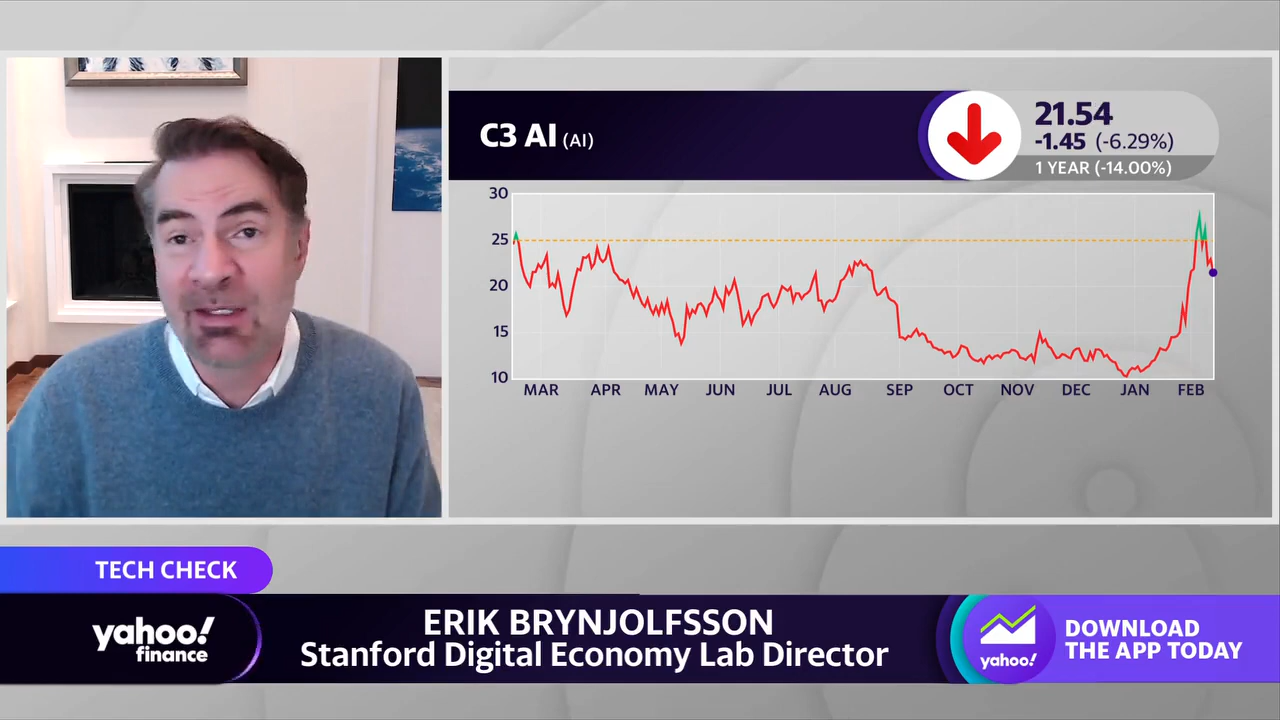 C3 AI (AI)
21.54
-1.45 (-6.29%)
1 YEAR (-14.00%)
30
25
20
15
10
MAR APR MAY JUN JUL AUG SEP OCT NOV DEC JAN FEB
TECH CHECK
yahoo!
finance
ERIK BRYNJOLFSSON
Stanford Digital Economy Lab Director
yahoo!
DOWNLOAD
THE APP TODAY